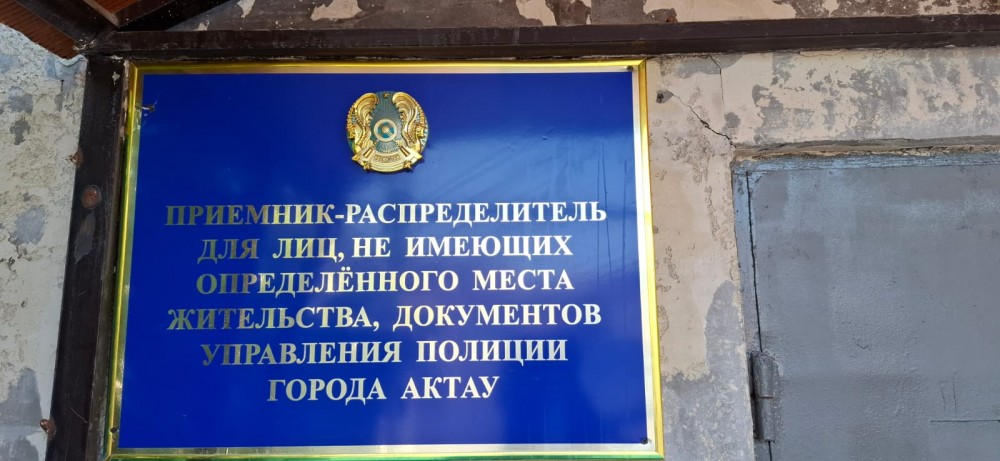 ПРИЕМНИК-РАСПРЕДЕЛИТЕЛЬ
ДЛЯ ЛИЦ, НЕ ИМЕЮЩИХ
ОПРЕДЕЛЁННОГО МЕСТА
ЖИТЕЛЬСТВА, ДОКУМЕНТОВ
УПРАВЛЕНИЯ ПОЛИЦИИ
ГОРОДА АКТАУ